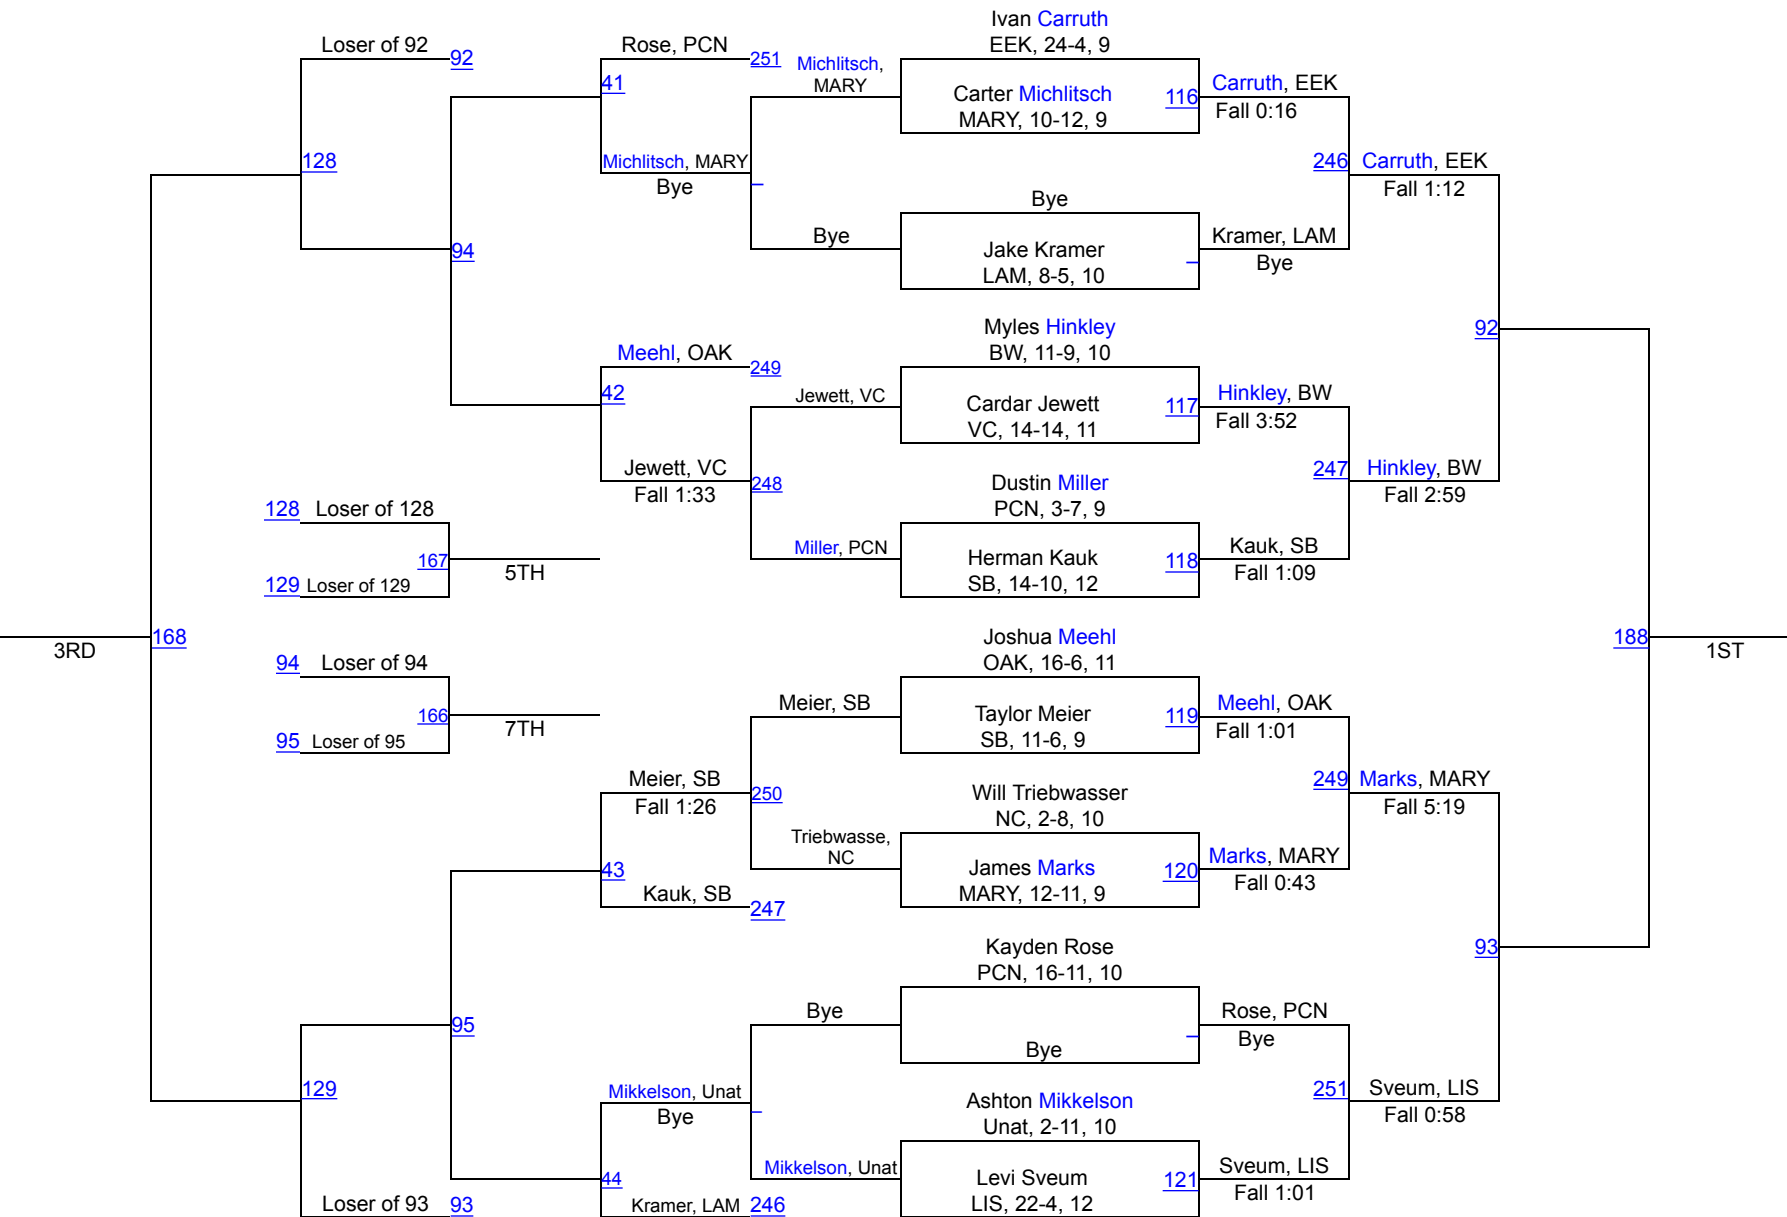 Ivan Carruth
EEK, 24-4, 9
Loser of 92
92
Rose, PCN
251
Michlitsch,
MARY
41
Carter Michlitsch
MARY, 10-12, 9
116
Carruth, EEK
Fall 0:16
128
Michlitsch, MARY
Bye
246
Carruth, EEK
Fall 1:12
Bye
Bye
94
Jake Kramer
LAM, 8-5, 10
Kramer, LAM
Bye
Myles Hinkley
BW, 11-9, 10
92
Meehl, OAK
249
42
Jewett, VC
Cardar Jewett
VC, 14-14, 11
117
Hinkley, BW
Fall 3:52
Jewett, VC
Fall 1:33
248
247
Hinkley, BW
Fall 2:59
Dustin Miller
PCN, 3-7, 9
128
Loser of 128
167
5TH
129
Loser of 129
Miller, PCN
Herman Kauk
SB, 14-10, 12
118
Kauk, SB
Fall 1:09
3RD
168
Joshua Meehl
OAK, 16-6, 11
188
1ST
94
Loser of 94
166
7TH
95
Loser of 95
Meier, SB
Taylor Meier
SB, 11-6, 9
119
Meehl, OAK
Fall 1:01
Meier, SB
Fall 1:26
250
Will Triebwasser
NC, 2-8, 10
249
Marks, MARY
Fall 5:19
Triebwasse,
NC
43
James Marks
MARY, 12-11, 9
120
Marks, MARY
Fall 0:43
Kauk, SB
247
Kayden Rose
PCN, 16-11, 10
93
95
Bye
Bye
Rose, PCN
Bye
129
Mikkelson, Unat
Bye
Ashton Mikkelson
Unat, 2-11, 10
251
Sveum, LIS
Fall 0:58
44
Mikkelson, Unat
Levi Sveum
LIS, 22-4, 12
121
Sveum, LIS
Fall 1:01
Loser of 93
93
Kramer, LAM
246